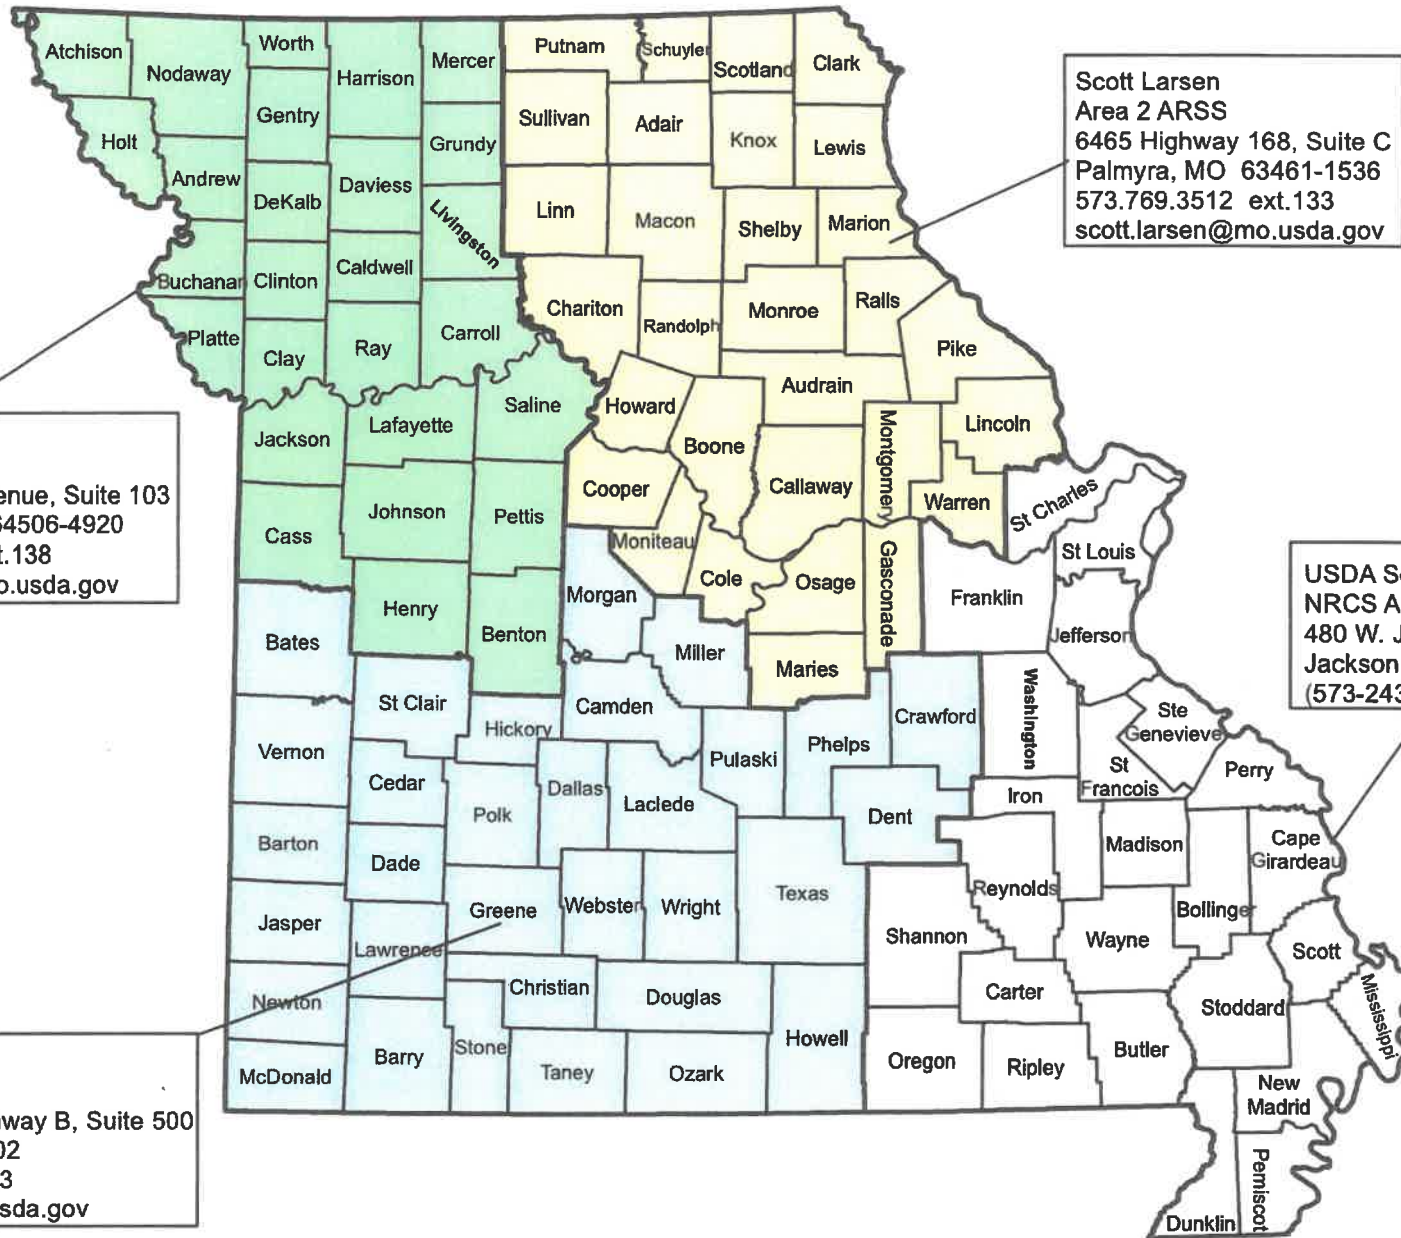 Atchison
Nodaway
Worth
Harrison
Mercer
Putnam
Schuyler
Scotland
Clark
Holt
Gentry
Grundy
Sullivan
Adair
Knox
Lewis
Andrew
DeKalb
Daviess
Livingston
Linn
Macon
Shelby
Marion
Buchanan
Clinton
Caldwell
Chariton
Randolph
Monroe
Ralls
Platte
Clay
Ray
Carroll
Pike
Audrain
Jackson
Lafayette
Saline
Howard
Boone
Montgomery
Lincoln
Cass
Johnson
Pettis
Cooper
Callaway
Warren
St Charles
Moniteau
Cole
Osage
Gasconade
Franklin
St Louis
Jefferson
Henry
Benton
Morgan
Miller
Maries
Bates
St Clair
Hickory
Camden
Pulaski
Phelps
Crawford
Washington
Ste
Genevieve
St
Francois
Perry
Vernon
Cedar
Polk
Dallas
Laclede
Dent
Iron
Madison
Cape
Girardeau
Barton
Dade
Greene
Webster
Wright
Texas
Reynolds
Bollinger
Jasper
Lawrence
Shannon
Wayne
Scott
Newton
Christian
Douglas
Howell
Carter
Stoddard
Mississippi
McDonald
Barry
Stone
Taney
Ozark
Oregon
Ripley
Butler
New
Madrid
Pemiscot
Dunklin
Scott Larsen
Area 2 ARSS
6465 Highway 168, Suite C
Palmyra, MO 63461-1536
573.769.3512 ext.133
scott.larsen@mo.usda.gov
enue, Suite 103
64506-4920
t.138
o.usda.gov
USDA Se
NRCS A
480 W. J
Jackson
(573-243
way B, Suite 500
02
3
sda.gov